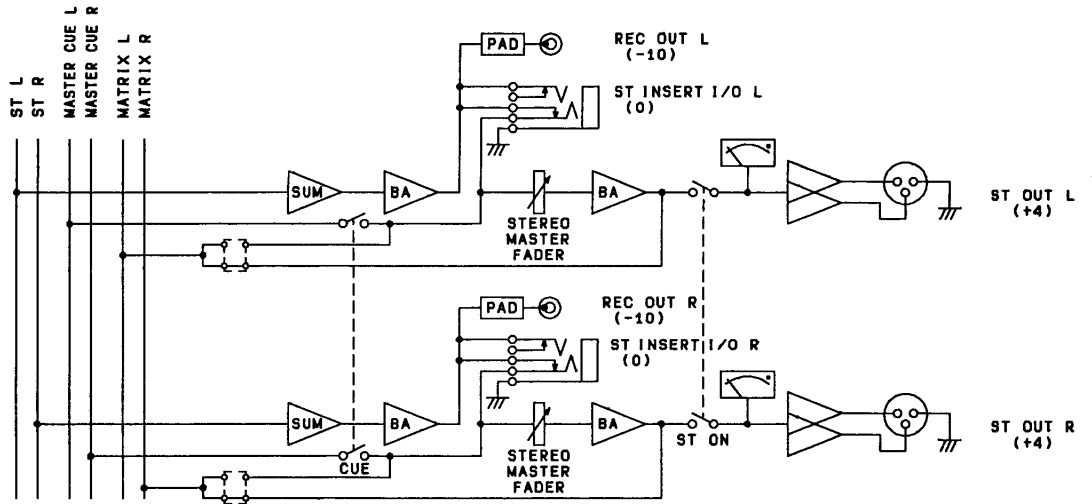 ST L
ST R
MASTER CUE L
MASTER CUE R
MATRIX L
MATRIX R
PAD
REC OUT L
(-10)
ST INSERT I/O L
(0)
SUM
BA
BA
STEREO
MASTER
FADER
ST OUT L
(+4)
PAD
REC OUT R
(-10)
ST INSERT I/O R
(0)
SUM
BA
BA
CUE
STEREO
MASTER
FADER
ST ON
ST OUT R
(+4)